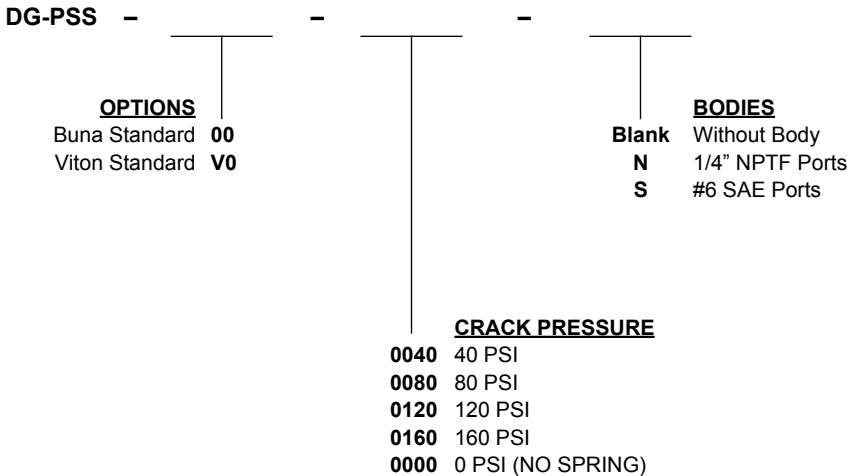 DG-PSS – – –
OPTIONS
Buna Standard 00
Viton Standard V0
BODIES
Blank Without Body
N 1/4” NPTF Ports
S #6 SAE Ports
CRACK PRESSURE
0040 40 PSI
0080 80 PSI
0120 120 PSI
0160 160 PSI
0000 0 PSI (NO SPRING)